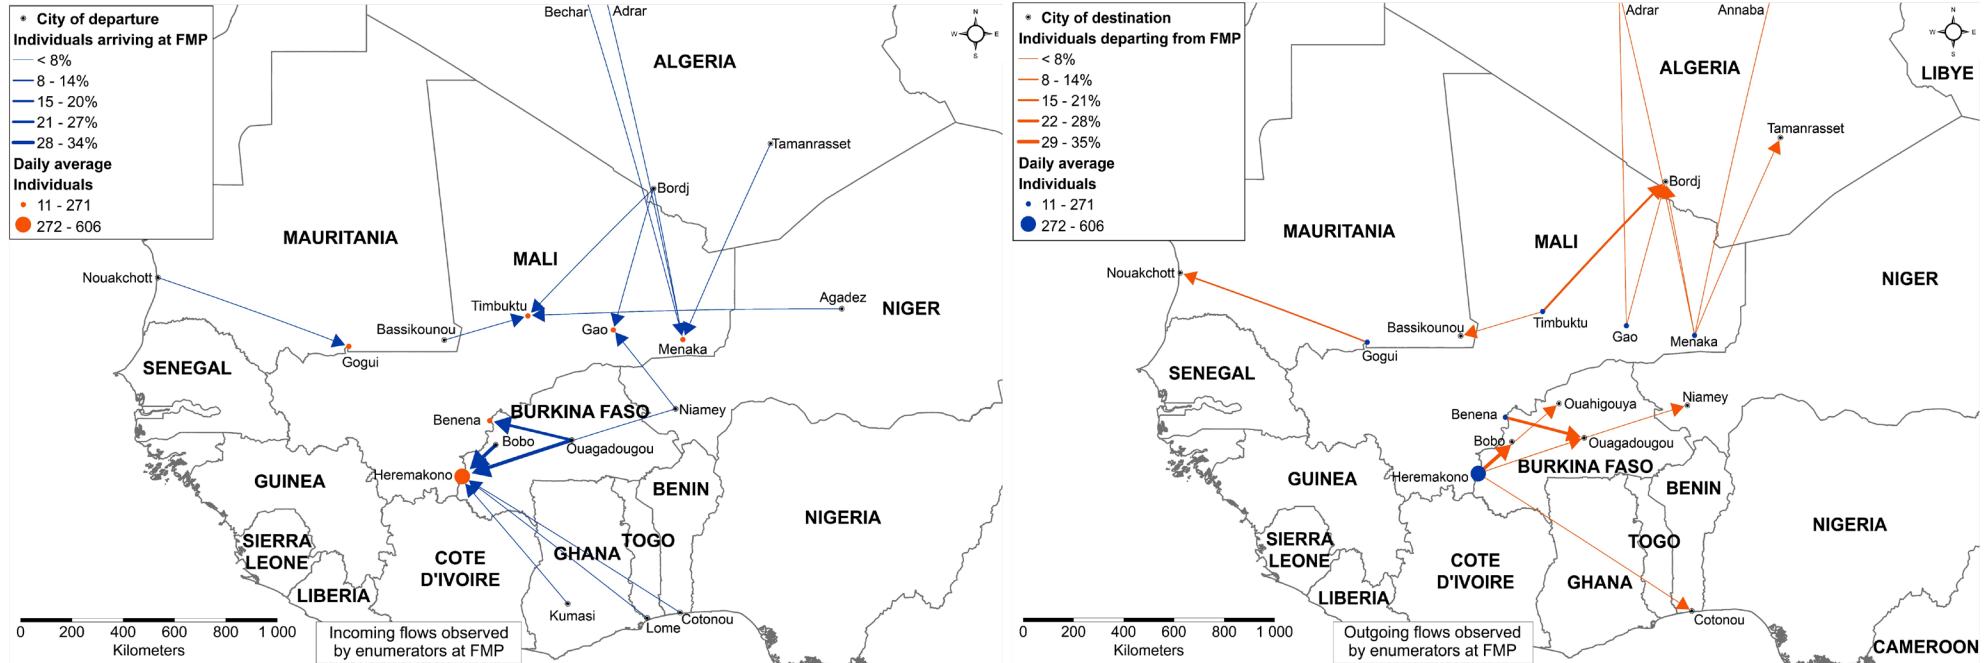 City of departure
Individuals arriving at FMP
< 8%
8 - 14%
15 - 20%
21 - 27%
28 - 34%
Daily average
Individuals
11 - 271
272 - 606
Bechar
Adrar
N
W
E
S
ALGERIA
Tamanrasset
Bordj
MAURITANIA
MALI
Nouakchott
Timbuktu
Agadez
NIGER
Bassikounou
Gao
Menaka
Gogui
SENEGAL
BURKINA FASO
Niamey
Benena
Bobo
Ouagadougou
Heremakono
GUINEA
BENIN
NIGERIA
SIERRA
LEONE
COTE
D'IVOIRE
GHANA
TOGO
LIBERIA
Kumasi
Lome
Cotonou
0
200
400
600
800
1 000
Kilometers
Incoming flows observed
by enumerators at FMP
City of destination
Individuals departing from FMP
< 8%
8 - 14%
15 - 21%
22 - 28%
29 - 35%
Daily average
Individuals
11 - 271
272 - 606
Adrar
Annaba
N
W
E
S
ALGERIA
LIBYE
Tamanrasset
Bordj
MAURITANIA
MALI
Nouakchott
NIGER
Bassikounou
Timbuktu
Gao
Menaka
Gogui
SENEGAL
Ouahigouya
Niamey
Benena
Bobo
Ouagadougou
BURKINA FASO
Heremakono
GUINEA
BENIN
NIGERIA
SIERRA
LEONE
COTE
D'IVOIRE
TOGO
GHANA
LIBERIA
Cotonou
0
200
400
600
800
1 000
Kilometers
Outgoing flows observed
by enumerators at FMP
CAMEROON